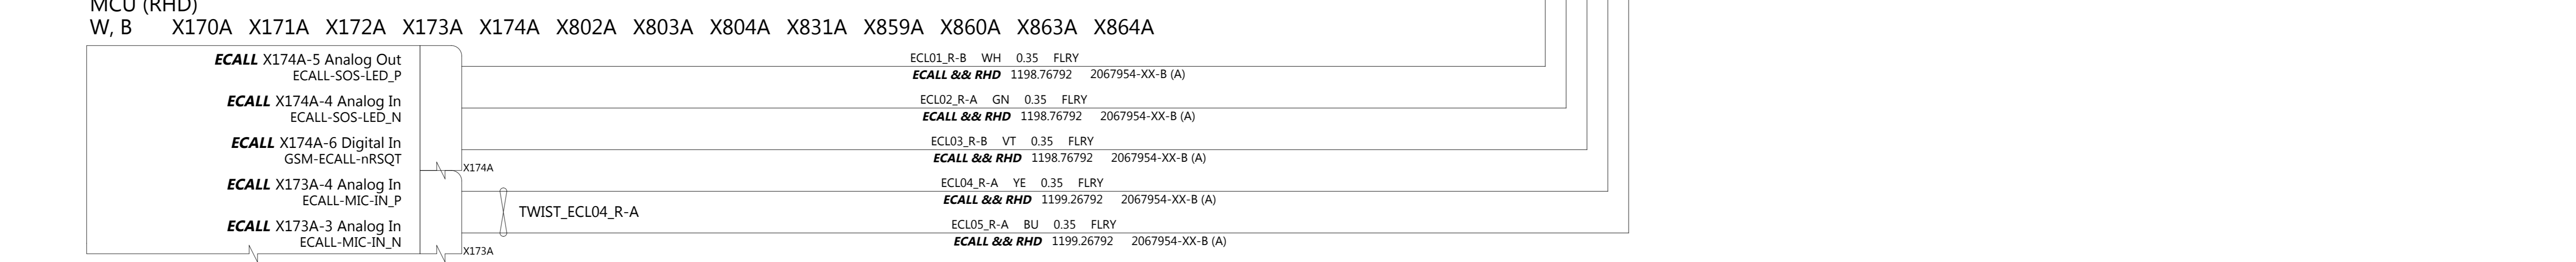 MCU (RHD)
W, B X170A X171A X172A X173A X174A X802A X803A X804A X831A X859A X860A X863A X864A
ECALL X174A-5 Analog Out
ECALL-SOS-LED_P
ECL01_R-B WH 0.35 FLRY
ECALL && RHD 1198.76792 2067954-XX-B (A)
ECALL X174A-4 Analog In
ECALL-SOS-LED_N
ECL02_R-A GN 0.35 FLRY
ECALL && RHD 1198.76792 2067954-XX-B (A)
ECALL X174A-6 Digital In
GSM-ECALL-nRSQT
ECL03_R-B VT 0.35 FLRY
ECALL && RHD 1198.76792 2067954-XX-B (A)
X174A
ECALL X173A-4 Analog In
ECALL-MIC-IN_P
ECL04_R-A YE 0.35 FLRY
ECALL && RHD 1199.26792 2067954-XX-B (A)
TWIST_ECL04_R-A
ECALL X173A-3 Analog In
ECALL-MIC-IN_N
ECL05_R-A BU 0.35 FLRY
ECALL && RHD 1199.26792 2067954-XX-B (A)
X173A